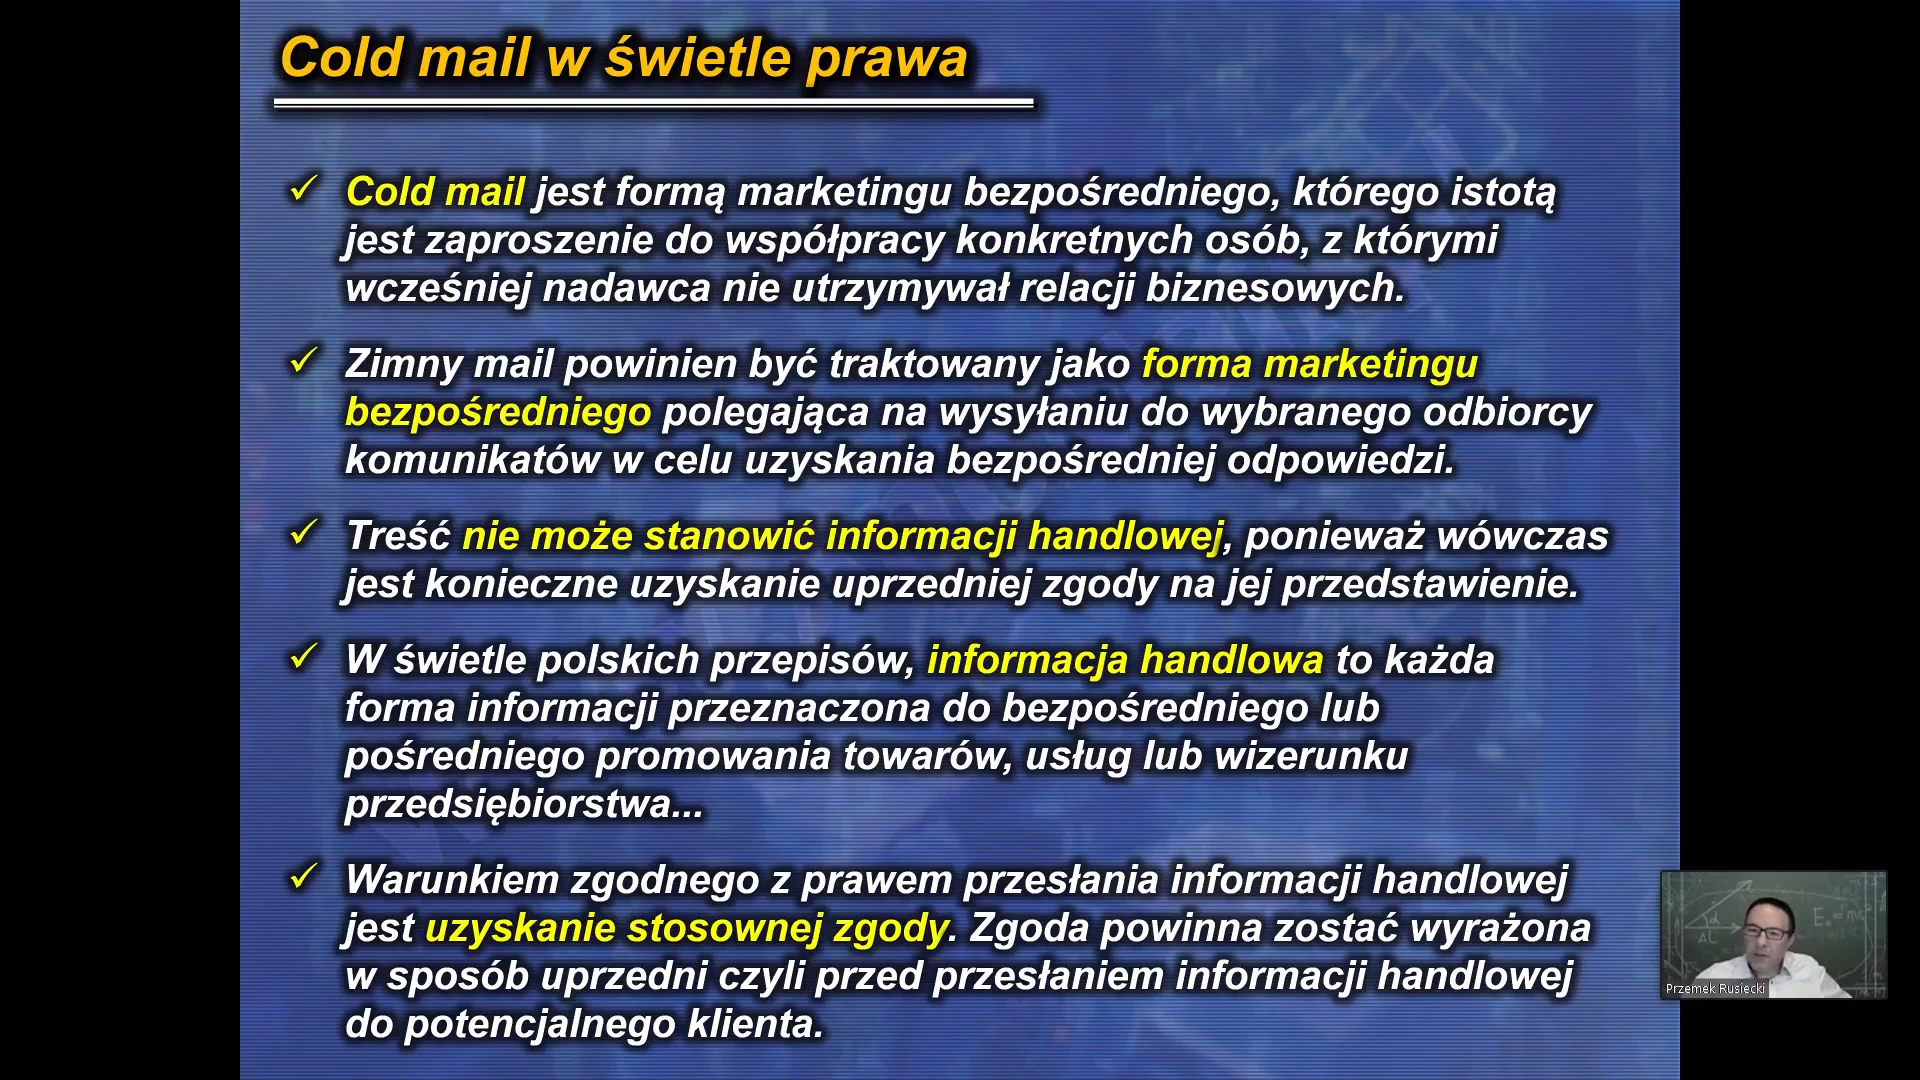 Cold mail w świetle prawa
Cold mail jest formą marketingu bezpośredniego, którego istotą
jest zaproszenie do współpracy konkretnych osób, z którymi
wcześniej nadawca nie utrzymywał relacji biznesowych.
Zimny mail powinien być traktowany jako forma marketingu
bezpośredniego polegająca na wysyłaniu do wybranego odbiorcy
komunikatów w celu uzyskania bezpośredniej odpowiedzi.
Treść nie może stanowić informacji handlowej, ponieważ wówczas
jest konieczne uzyskanie uprzedniej zgody na jej przedstawienie.
W świetle polskich przepisów, informacja handlowa to każda
forma informacji przeznaczona do bezpośredniego lub
pośredniego promowania towarów, usług lub wizerunku
przedsiębiorstwa...
Warunkiem zgodnego z prawem przesłania informacji handlowej
jest uzyskanie stosownej zgody. Zgoda powinna zostać wyrażona
w sposób uprzedni czyli przed przesłaniem informacji handlowej
do potencjalnego klienta.
Przemek Rusiecki